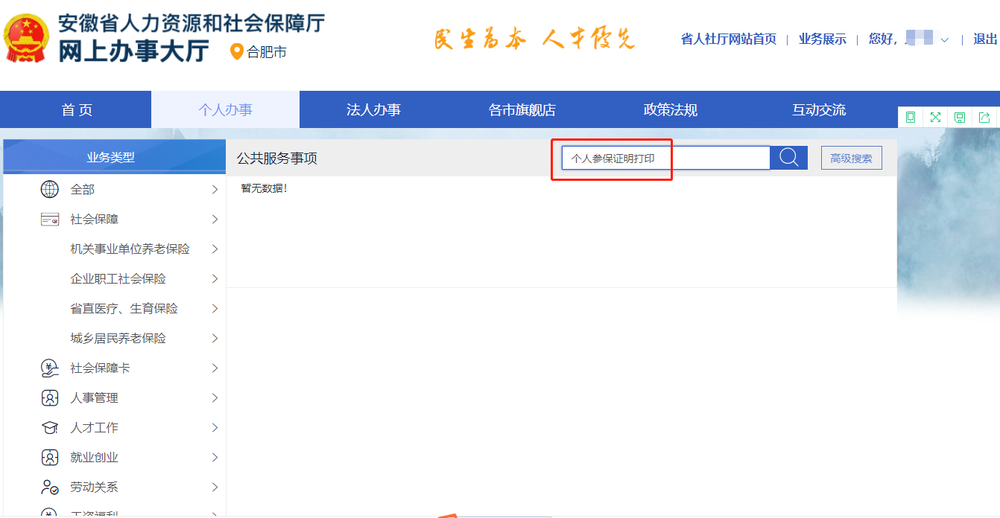 安徽省人力资源和社会保障厅
网上办事大厅
合肥市
民生为本 人才优先
省人社厅网站首页 | 业务展示 | 您好, | 退出
首页 个人办事 法人办事 各市旗舰店 政策法规 互动交流
业务类型
公共服务事项
个人参保证明打印
高级搜索
暂无数据!
全部
社会保障
机关事业单位养老保险
企业职工社会保险
省直医疗、生育保险
城乡居民养老保险
社会保障卡
人事管理
人才工作
就业创业
劳动关系
工资福利